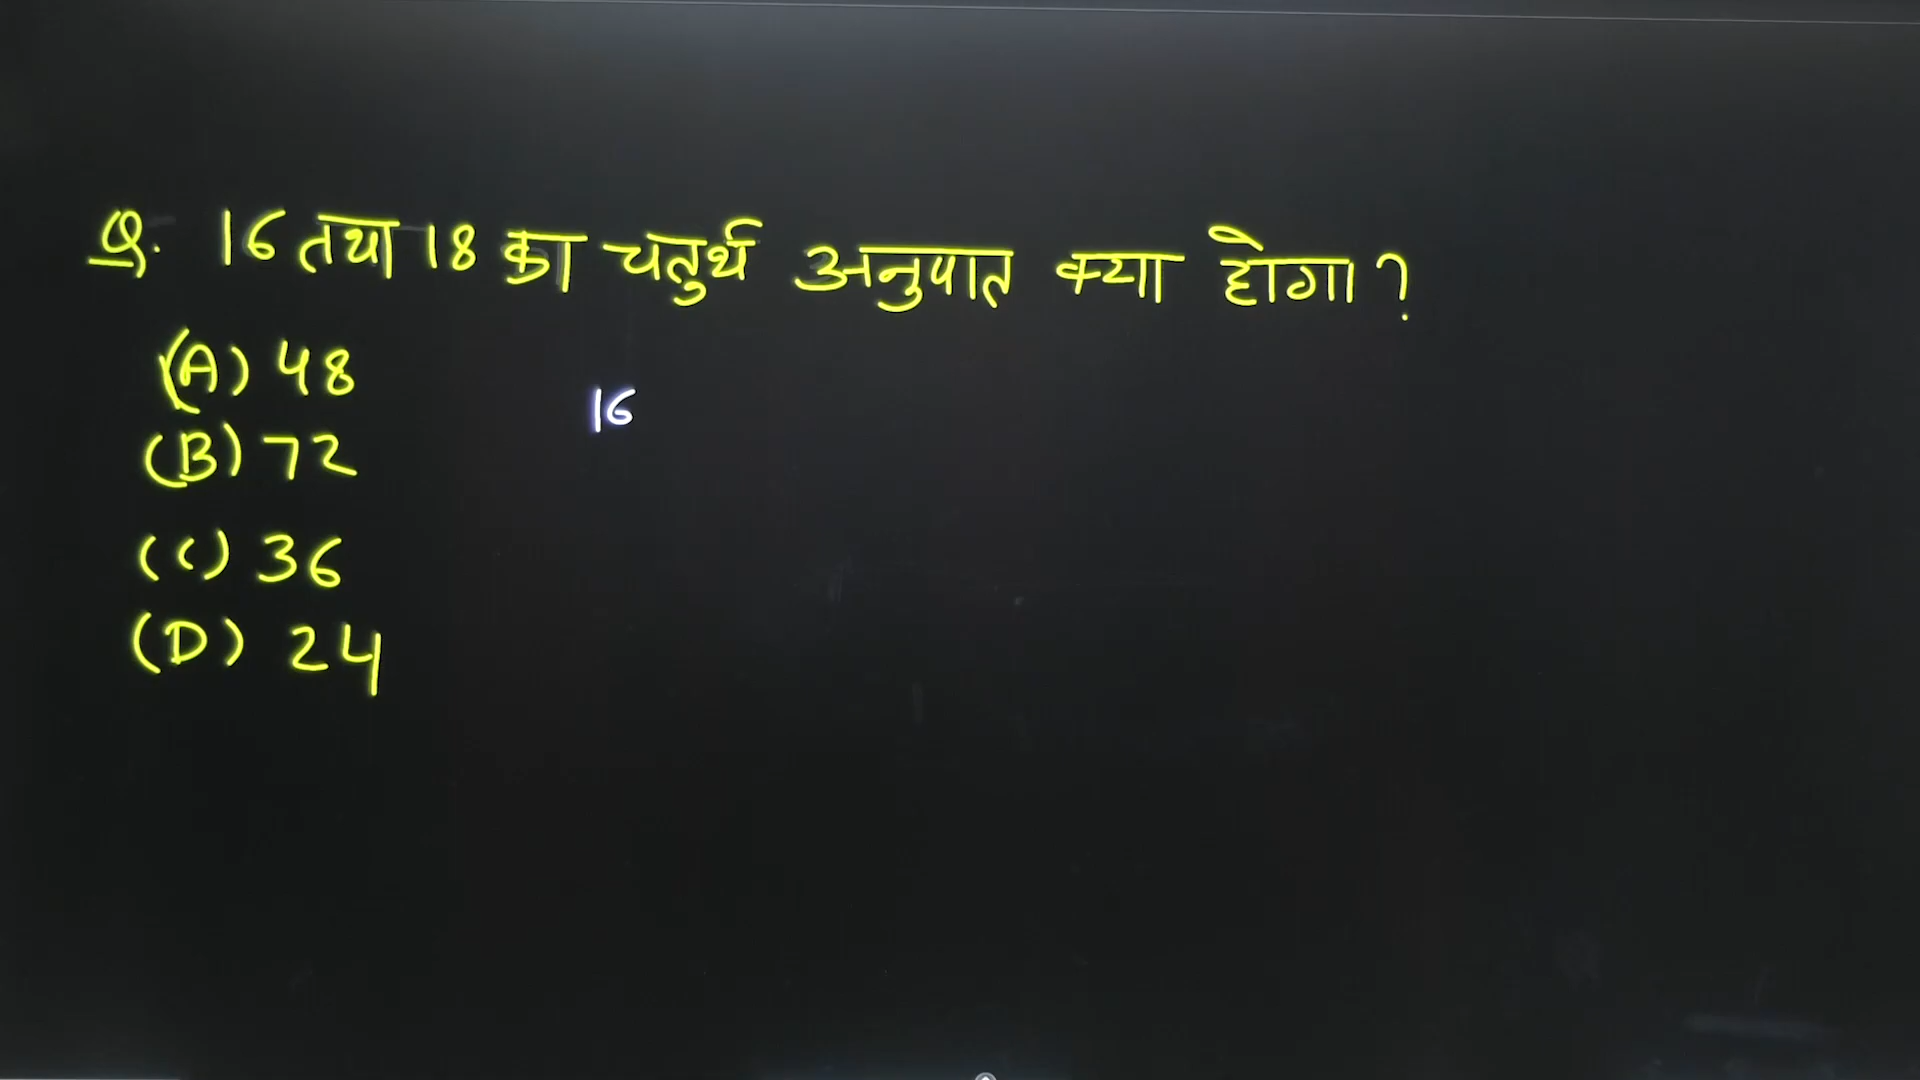 Q. 16 तथा 18 का चतुर्थ अनुपात क्या होगा?
(A) 48
16
(B) 72
(C) 36
(D) 24